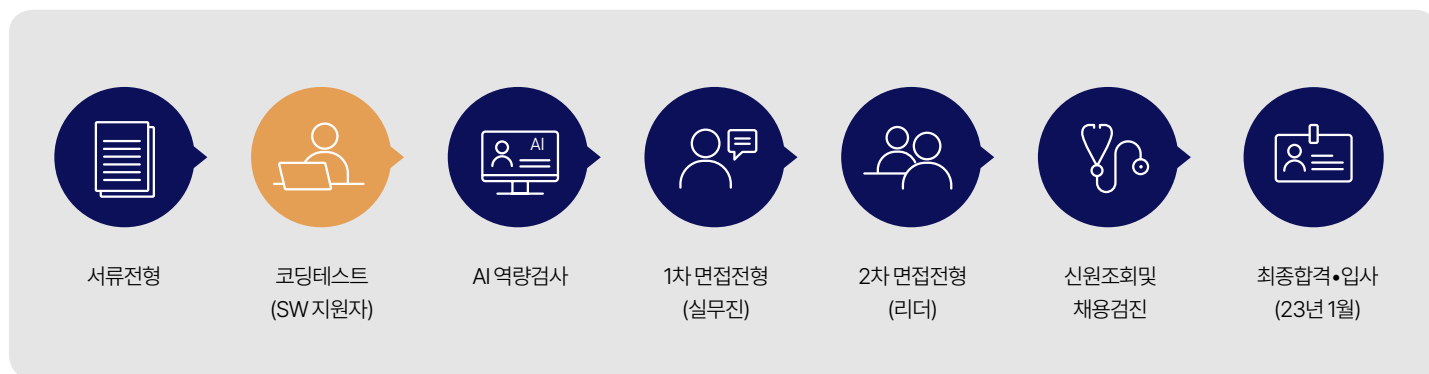 서류전형
코딩테스트
(SW 지원자)
AI
AI 역량검사
1차 면접전형
(실무진)
2차 면접전형
(리더)
신원조회및
채용검진
최종합격•입사
(23년 1월)